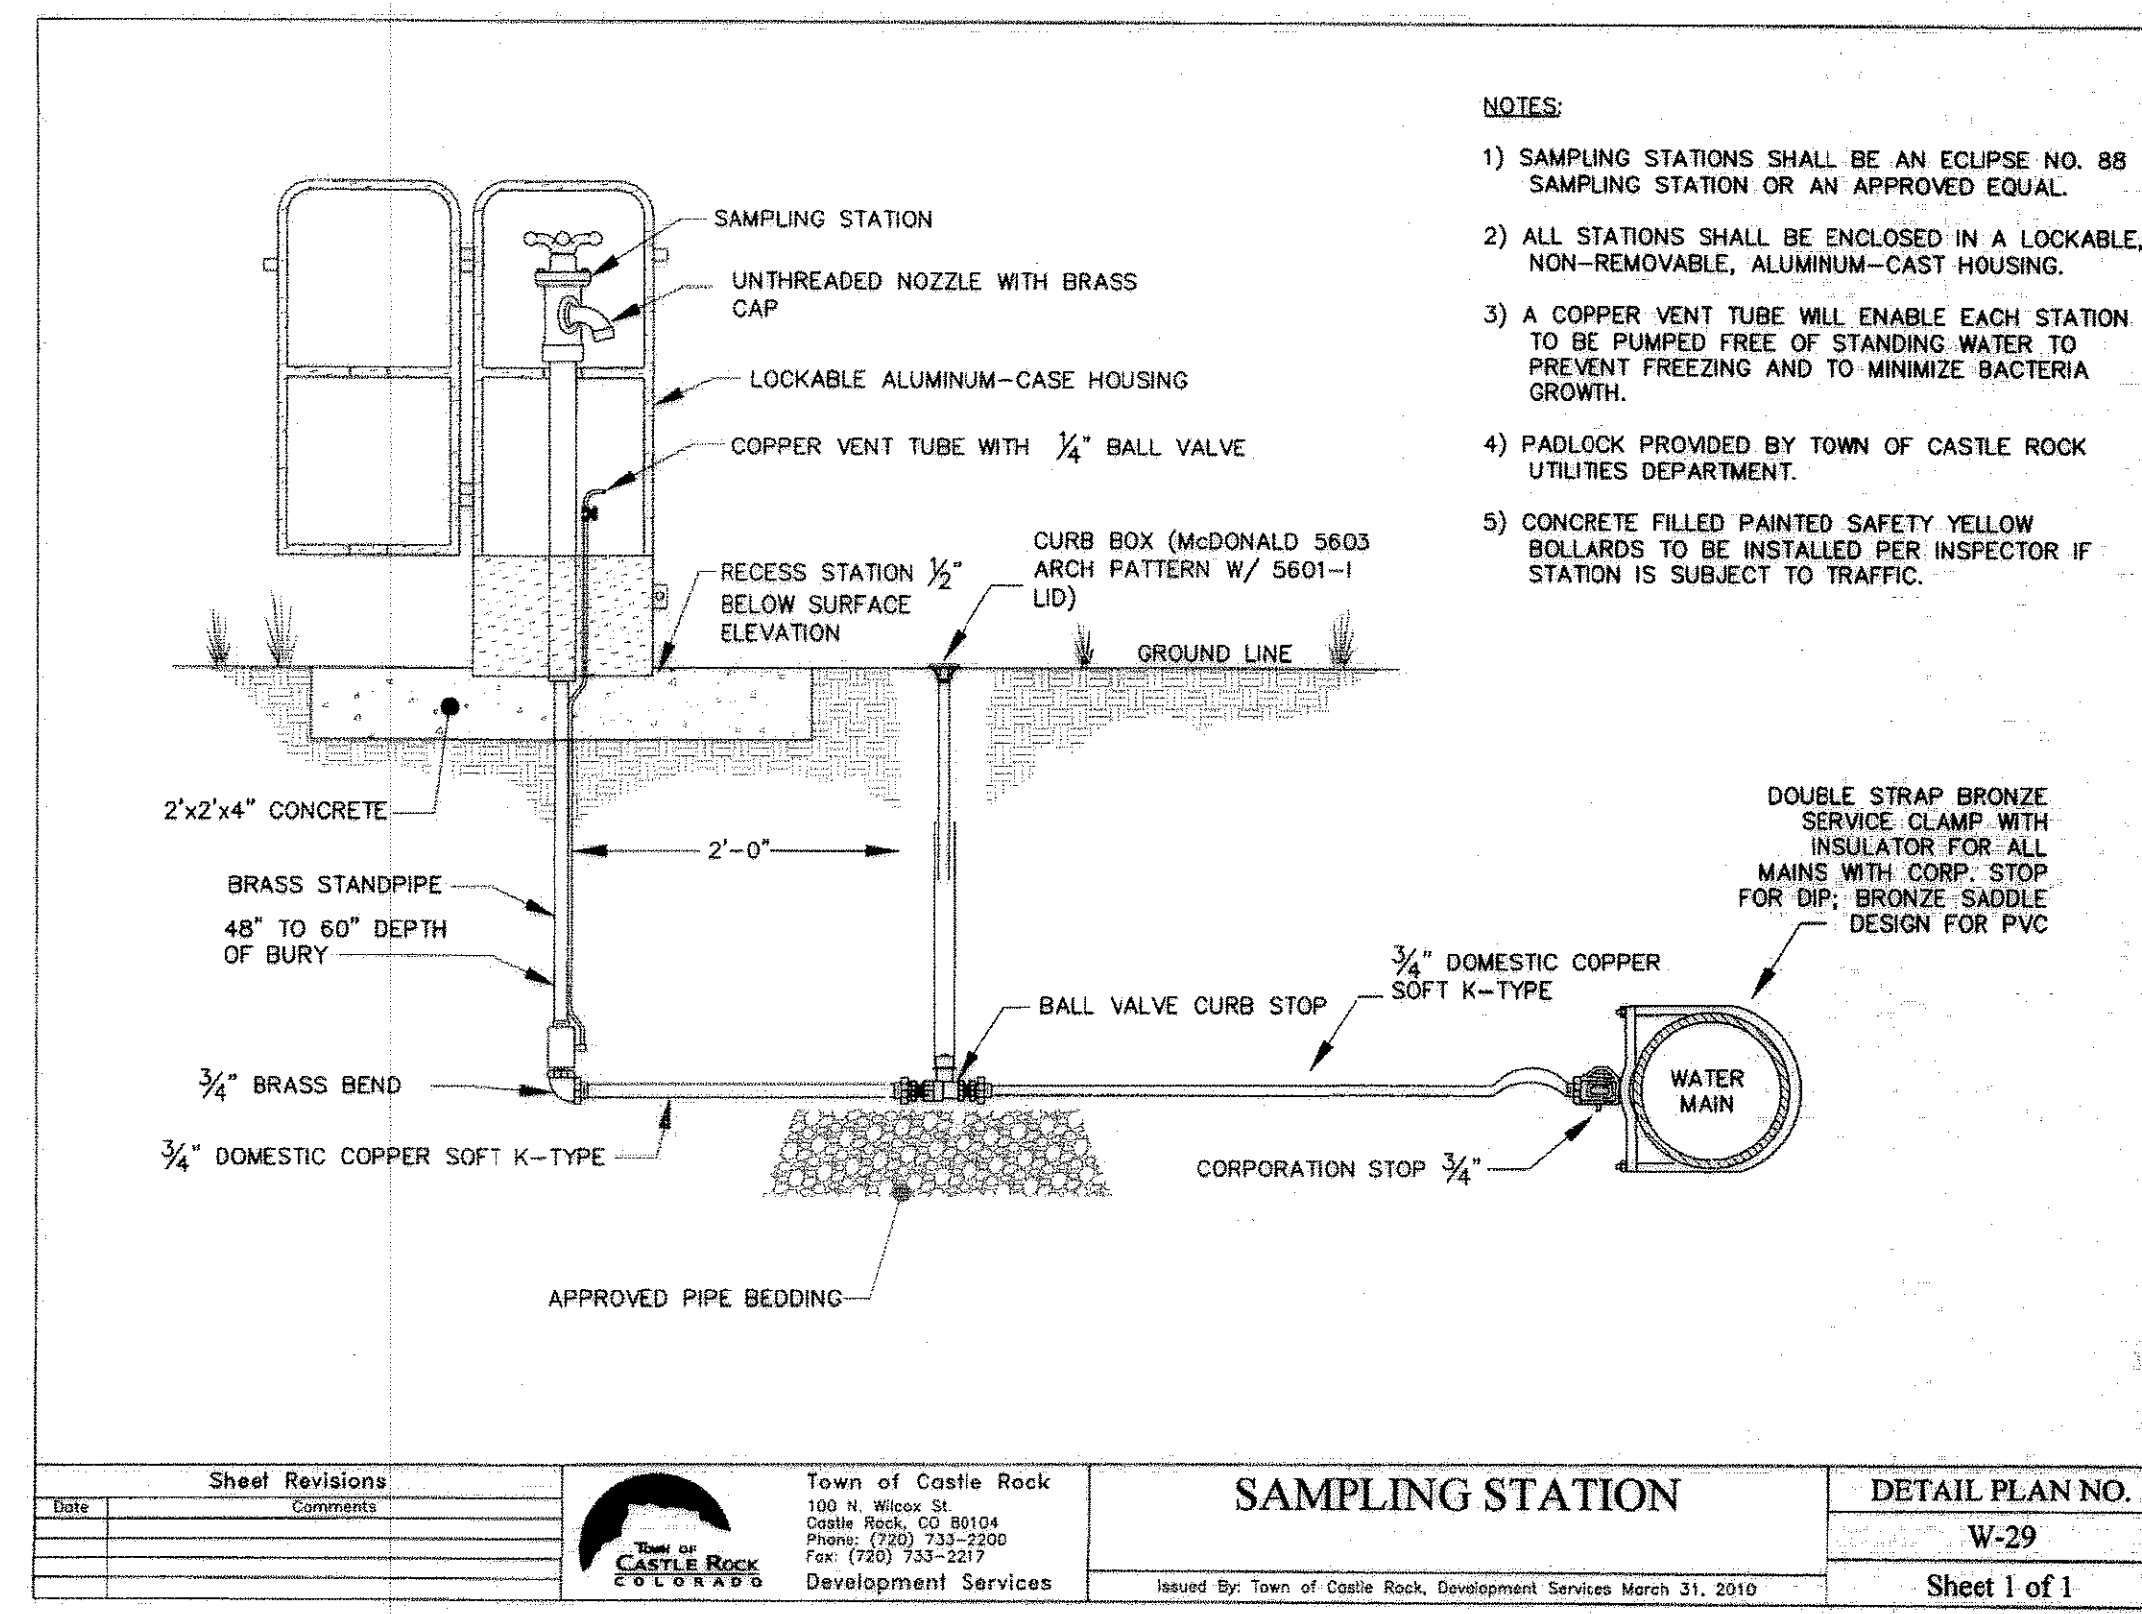 NOTES:
1) SAMPLING STATIONS SHALL BE AN ECLIPSE NO. 88
SAMPLING STATION OR AN APPROVED EQUAL.
2) ALL STATIONS SHALL BE ENCLOSED IN A LOCKABLE,
NON-REMOVABLE, ALUMINUM-CAST HOUSING.
3) A COPPER VENT TUBE WILL ENABLE EACH STATION
TO BE PUMPED FREE OF STANDING WATER TO
PREVENT FREEZING AND TO MINIMIZE BACTERIA
GROWTH.
4) PADLOCK PROVIDED BY TOWN OF CASTLE ROCK
UTILITIES DEPARTMENT.
5) CONCRETE FILLED PAINTED SAFETY YELLOW
BOLLARDS TO BE INSTALLED PER INSPECTOR IF
STATION IS SUBJECT TO TRAFFIC.
SAMPLING STATION
UNTHREADED NOZZLE WITH BRASS
CAP
LOCKABLE ALUMINUM-CASE HOUSING
COPPER VENT TUBE WITH 1/4" BALL VALVE
RECESS STATION 1/2"
BELOW SURFACE
ELEVATION
CURB BOX (McDONALD 5603
ARCH PATTERN W/ 5601-I
LID)
GROUND LINE
2'x2'x4" CONCRETE
2'-0"
BRASS STANDPIPE
48" TO 60" DEPTH
OF BURY
DOUBLE STRAP BRONZE
SERVICE CLAMP WITH
INSULATOR FOR ALL
MAINS WITH CORP. STOP
FOR DIP; BRONZE SADDLE
DESIGN FOR PVC
3/4" DOMESTIC COPPER
SOFT K-TYPE
BALL VALVE CURB STOP
3/4" BRASS BEND
WATER
MAIN
3/4" DOMESTIC COPPER SOFT K-TYPE
CORPORATION STOP 3/4"
APPROVED PIPE BEDDING
Sheet Revisions
Date Comments
TOWN OF
CASTLE ROCK
COLORADO
Town of Castle Rock
100 N. Wilcox St.
Castle Rock, CO 80104
Phone: (720) 733-2200
Fax: (720) 733-2217
Development Services
SAMPLING STATION
Issued By: Town of Castle Rock, Development Services March 31, 2010
DETAIL PLAN NO.
W-29
Sheet 1 of 1